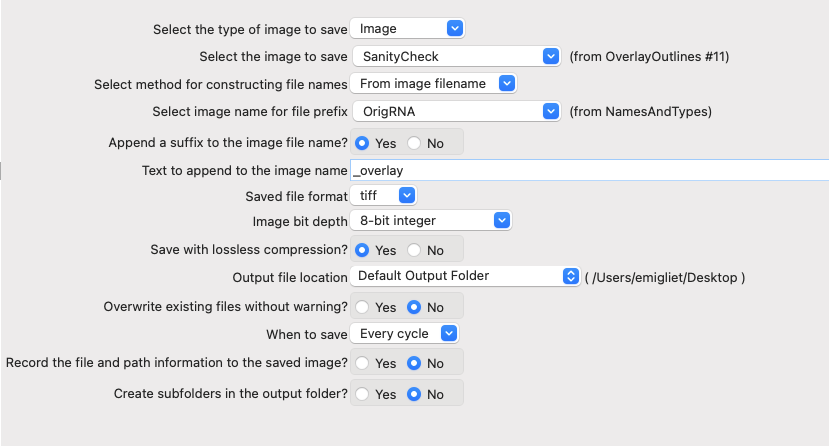 Select the type of image to save Image
Select the image to save SanityCheck (from OverlayOutlines #11)
Select method for constructing file names From image filename
Select image name for file prefix OrigRNA (from NamesAndTypes)
Append a suffix to the image file name? Yes No
Text to append to the image name _overlay
Saved file format tiff
Image bit depth 8-bit integer
Save with lossless compression? Yes No
Output file location Default Output Folder ( /Users/emigliet/Desktop )
Overwrite existing files without warning? Yes No
When to save Every cycle
Record the file and path information to the saved image? Yes No
Create subfolders in the output folder? Yes No